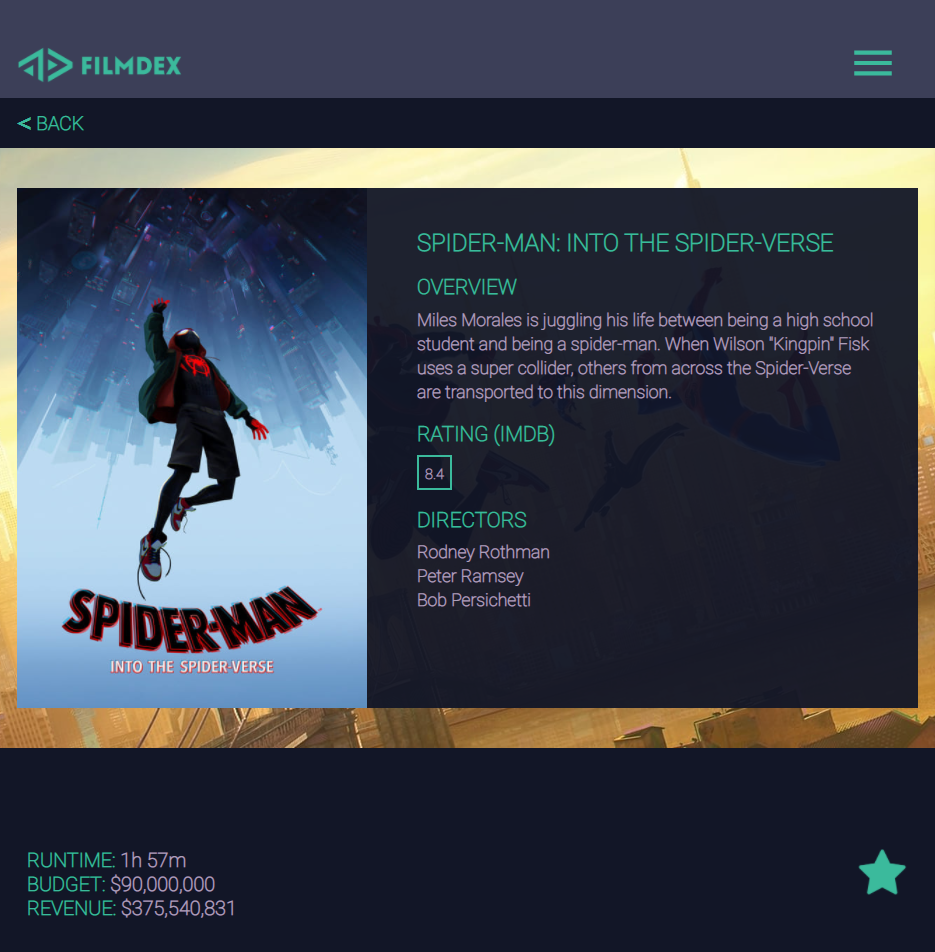 FILMDEX
< BACK
SPIDER-MAN: INTO THE SPIDER-VERSE
OVERVIEW
Miles Morales is juggling his life between being a high school
student and being a spider-man. When Wilson "Kingpin" Fisk
uses a super collider, others from across the Spider-Verse
are transported to this dimension.
RATING (IMDB)
8.4
DIRECTORS
Rodney Rothman
Peter Ramsey
Bob Persichetti
SPIDER-MAN
INTO THE SPIDER-VERSE
RUNTIME: 1h 57m
BUDGET: $90,000,000
REVENUE: $375,540,831